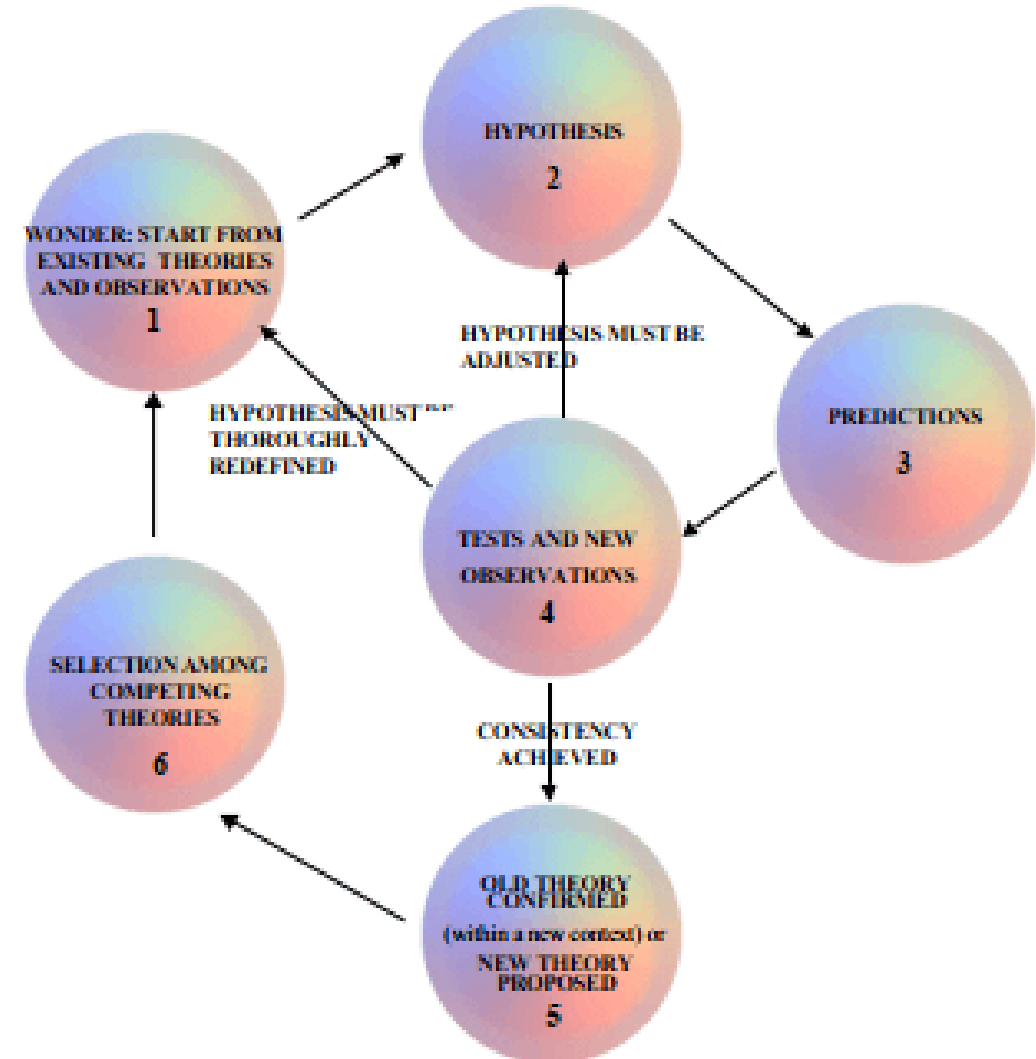 HYPOTHESIS
2
WONDER: START FROM
EXISTING THEORIES
AND OBSERVATIONS
1
HYPOTHESIS MUST BE
ADJUSTED
PREDICTIONS
3
HYPOTHESIS MUST
THOROUGHLY
REDEFINED
TESTS AND NEW
OBSERVATIONS
4
SELECTION AMONG
COMPETING
THEORIES
6
CONSISTENCY
ACHIEVED
OLD THEORY
CONFIRMED
(within a new context) or
NEW THEORY
PROPOSED
5